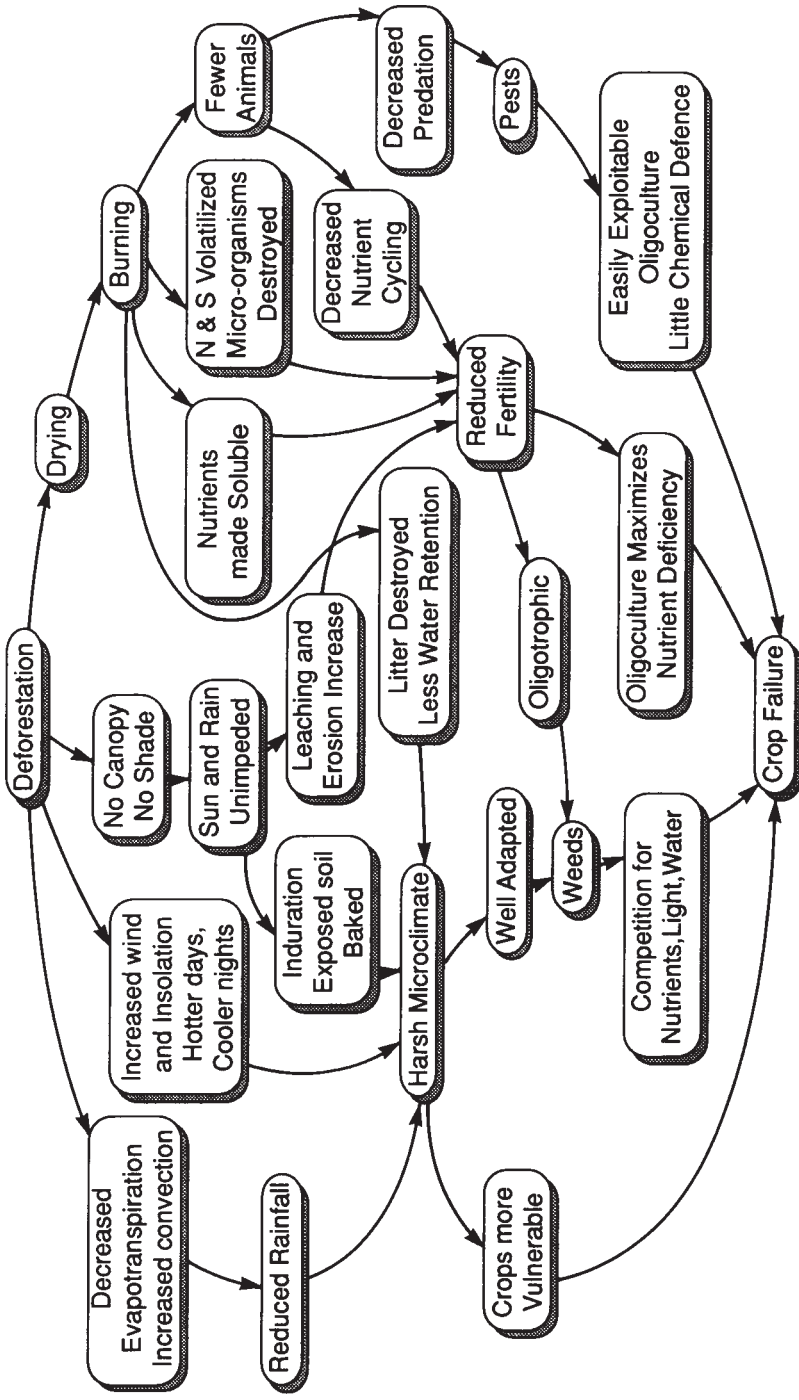 Deforestation
Drying
Burning
Fewer
Animals
Decreased
Predation
Pests
Easily Exploitable
Oligoculture
Little Chemical Defence
N & S Volatilized
Micro-organisms
Destroyed
Decreased
Nutrient
Cycling
Nutrients
made Soluble
Reduced
Fertility
Litter Destroyed
Less Water Retention
No Canopy
No Shade
Sun and Rain
Unimpeded
Leaching and
Erosion Increase
Induration
Exposed soil
Baked
Increased wind
and Insolation
Hotter days,
Cooler nights
Decreased
Evapotranspiration
Increased convection
Reduced Rainfall
Harsh Microclimate
Crops more
Vulnerable
Well Adapted
Weeds
Oligotrophic
Competition for
Nutrients,Light,Water
Oligoculture Maximizes
Nutrient Deficiency
Crop Failure